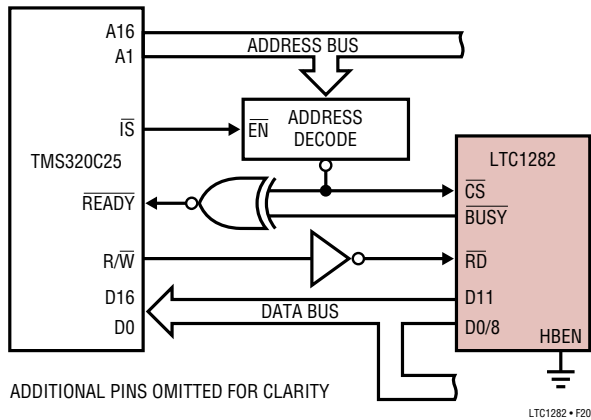 A16
A1
ADDRESS BUS
IS
EN
ADDRESS
DECODE
TMS320C25
LTC1282
READY
CS
BUSY
R/W
RD
D16
D0
DATA BUS
D11
D0/8
HBEN
ADDITIONAL PINS OMITTED FOR CLARITY
LTC1282 • F20